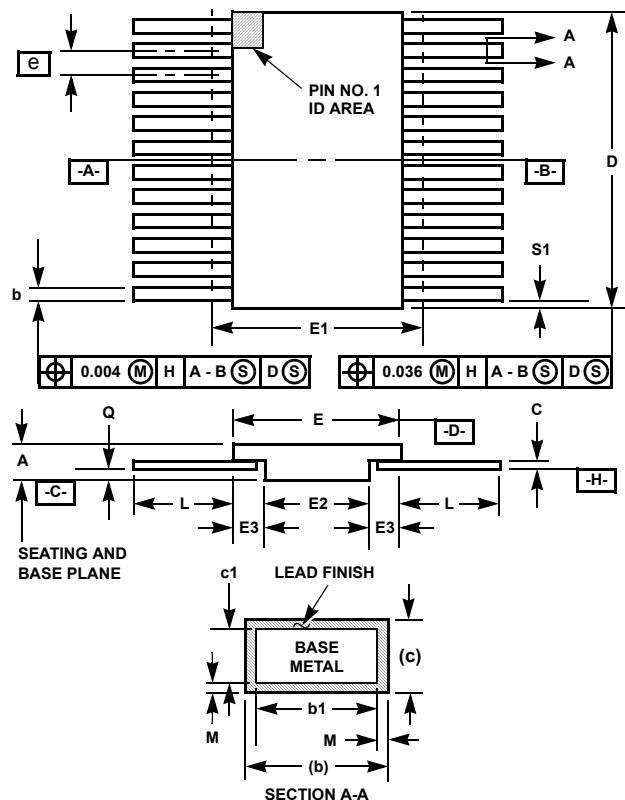 A
e
A
PIN NO. 1
ID AREA
-A-
-B-
D
S1
b
E1
⌖ 0.004 Ⓜ H A - B Ⓢ D Ⓢ
⌖ 0.036 Ⓜ H A - B Ⓢ D Ⓢ
Q
E
C
-D-
A
-C-
-H-
L
E2
L
E3
E3
SEATING AND
BASE PLANE
c1
LEAD FINISH
BASE
METAL
(c)
b1
M
M
(b)
SECTION A-A